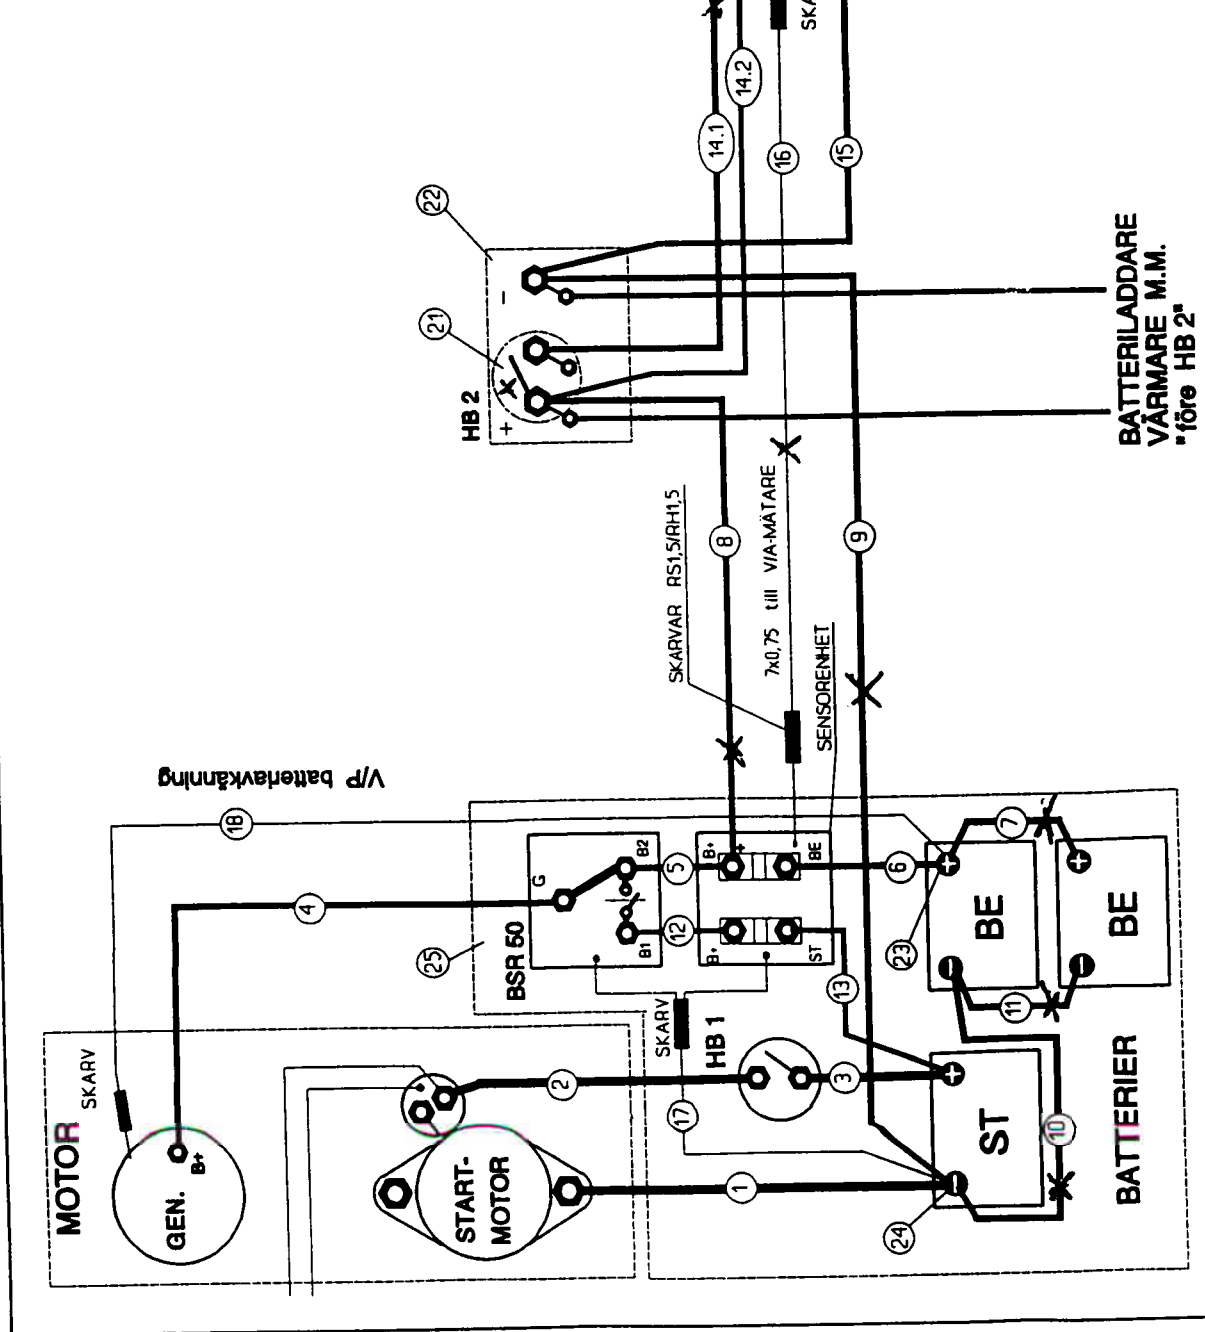 MOTOR
SKARV
GEN.
B+
START-
MOTOR
4
18
V/P batteriavkänning
25
BSR 50
G
B1
B2
2
17
1
SKARV
HB 1
3
12
5
B+
ST
B+
+
BE
13
SENSORENHET
SKARVAR RS1,5/RH1,5
7x0,75 till V/A-MÄTARE
8
9
6
7
23
BE
BE
11
24
ST
10
BATTERIER
HB 2
+
-
21
22
14.1
14.2
16
15
SKA
BATTERILADDARE
VÄRMARE M.M.
"före HB 2"